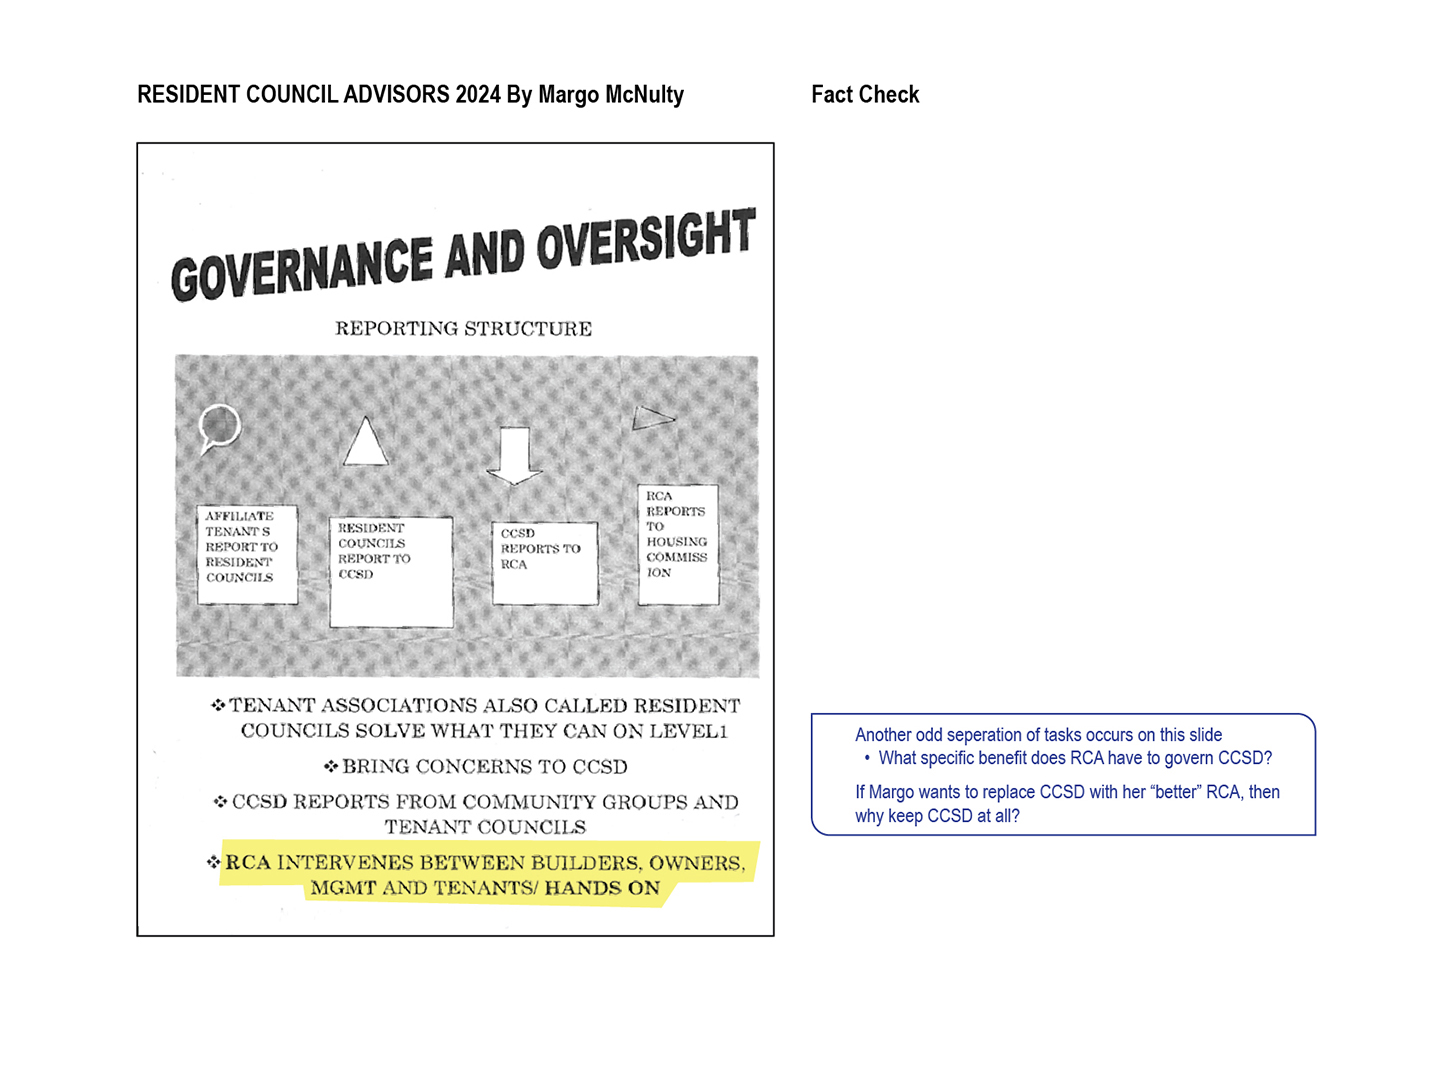 RESIDENT COUNCIL ADVISORS 2024 By Margo McNulty
Fact Check
GOVERNANCE AND OVERSIGHT
REPORTING STRUCTURE
AFFILIATE
TENANT S
REPORT TO
RESIDENT
COUNCILS
RESIDENT
COUNCILS
REPORT TO
CCSD
CCSD
REPORTS TO
RCA
RCA
REPORTS
TO
HOUSING
COMMISS
ION
❖TENANT ASSOCIATIONS ALSO CALLED RESIDENT
COUNCILS SOLVE WHAT THEY CAN ON LEVEL1
❖BRING CONCERNS TO CCSD
❖CCSD REPORTS FROM COMMUNITY GROUPS AND
TENANT COUNCILS
❖RCA INTERVENES BETWEEN BUILDERS, OWNERS,
MGMT AND TENANTS/ HANDS ON
Another odd seperation of tasks occurs on this slide
• What specific benefit does RCA have to govern CCSD?
If Margo wants to replace CCSD with her “better” RCA, then
why keep CCSD at all?